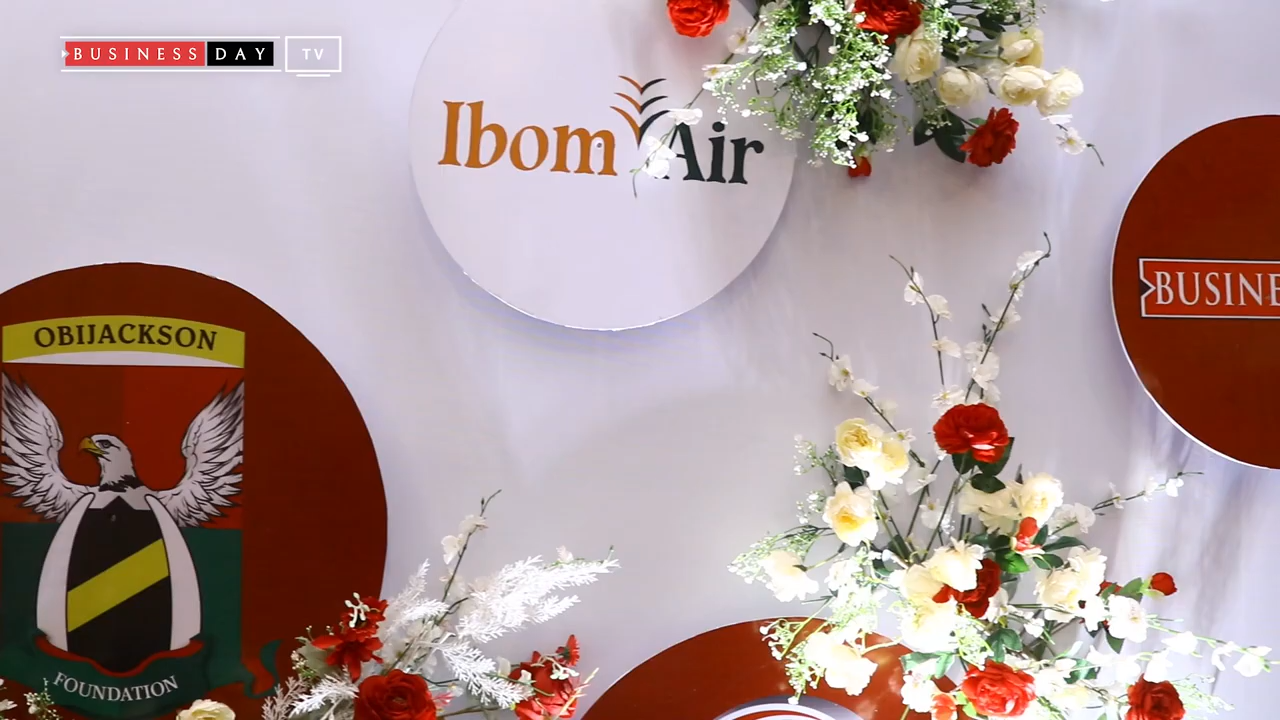 BUSINESS DAY TV
Ibom Air
BUSINE
OBIJACKSON
FOUNDATION